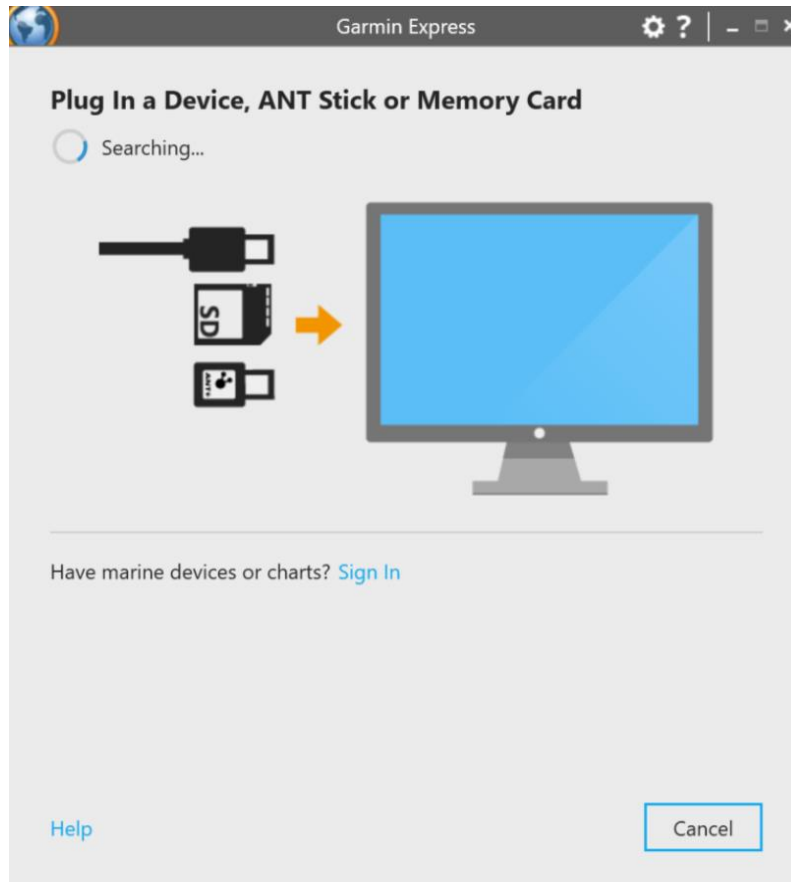 Garmin Express
?
Plug In a Device, ANT Stick or Memory Card
Searching...
SD
ANT+
Have marine devices or charts? Sign In
Help
Cancel